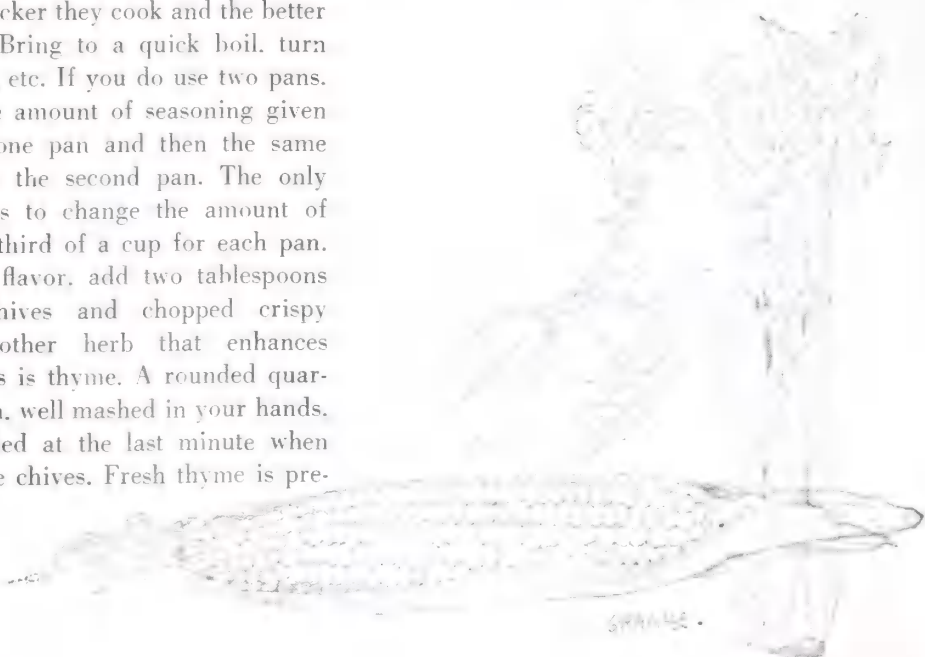 cker they cook and the better
Bring to a quick boil. turn
etc. If you do use two pans.
amount of seasoning given
one pan and then the same
the second pan. The only
s to change the amount of
third of a cup for each pan.
flavor. add two tablespoons
hives and chopped crispy
other herb that enhances
s is thyme. A rounded quar-
. well mashed in your hands.
ed at the last minute when
e chives. Fresh thyme is pre-